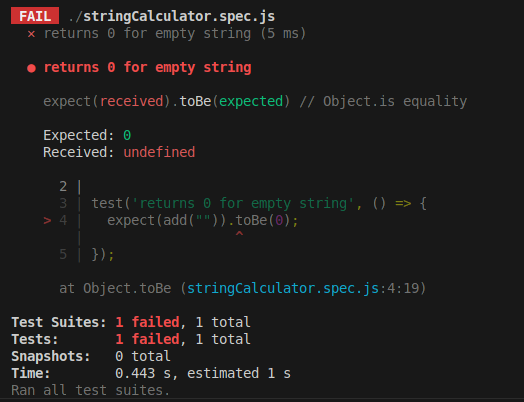 FAIL ./stringCalculator.spec.js
✕ returns 0 for empty string (5 ms)
● returns 0 for empty string
expect(received).toBe(expected) // Object.is equality
Expected: 0
Received: undefined
2 |
3 | test('returns 0 for empty string', () => {
> 4 |   expect(add("")).toBe(0);
|                   ^
5 | });
at Object.toBe (stringCalculator.spec.js:4:19)
Test Suites: 1 failed, 1 total
Tests:       1 failed, 1 total
Snapshots:   0 total
Time:        0.443 s, estimated 1 s
Ran all test suites.